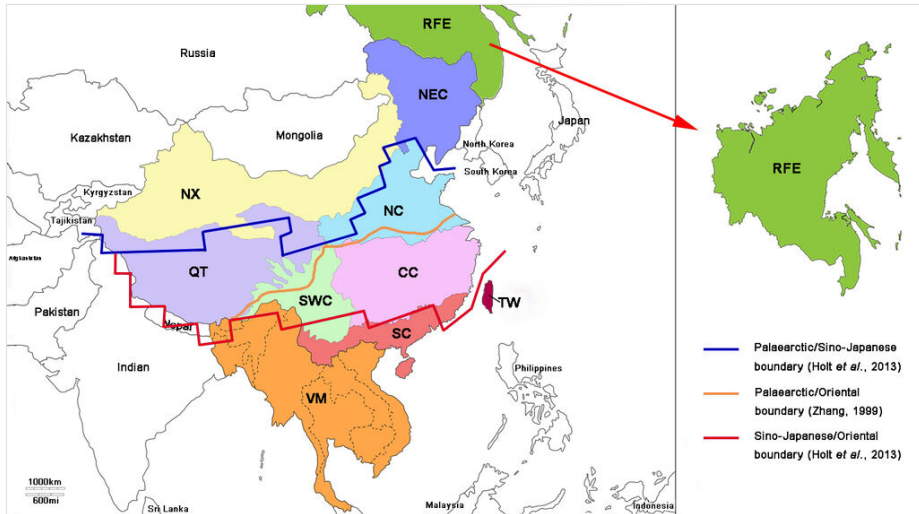 RFE
Russia
NEC
Kazakhstan
Mongolia
Japan
North Korea
South Korea
Kyrgyzstan
NX
Tajikistan
NC
RFE
Afghanistan
QT
CC
SWC
TW
Pakistan
Nepal
SC
Indian
Philippines
VM
Palaearctic/Sino-Japanese
boundary (Holt et al., 2013)
Palaearctic/Oriental
boundary (Zhang, 1999)
Sino-Japanese/Oriental
boundary (Holt et al., 2013)
1000km
600mi
Sri Lanka
Malaysia
Indonesia